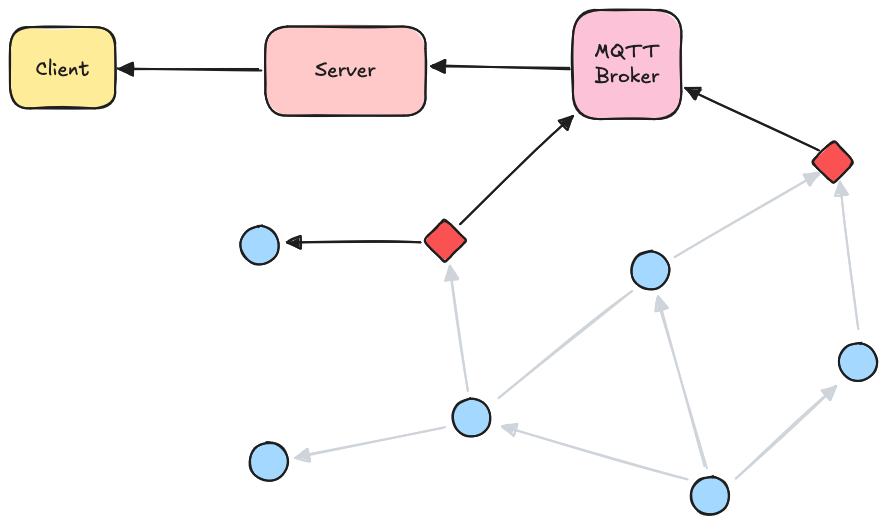 Client
Server
MQTT
Broker